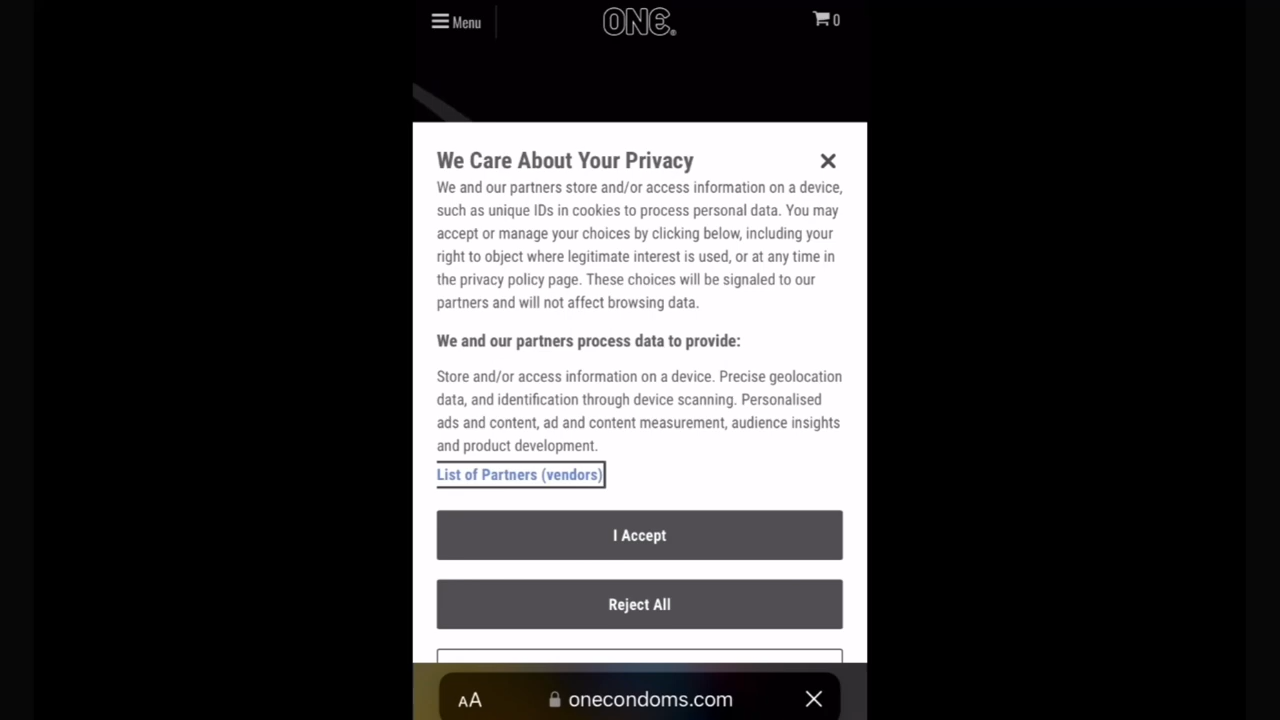 Menu
ONE®
0
We Care About Your Privacy
We and our partners store and/or access information on a device,
such as unique IDs in cookies to process personal data. You may
accept or manage your choices by clicking below, including your
right to object where legitimate interest is used, or at any time in
the privacy policy page. These choices will be signaled to our
partners and will not affect browsing data.
We and our partners process data to provide:
Store and/or access information on a device. Precise geolocation
data, and identification through device scanning. Personalised
ads and content, ad and content measurement, audience insights
and product development.
List of Partners (vendors)
I Accept
Reject All
AA
onecondoms.com